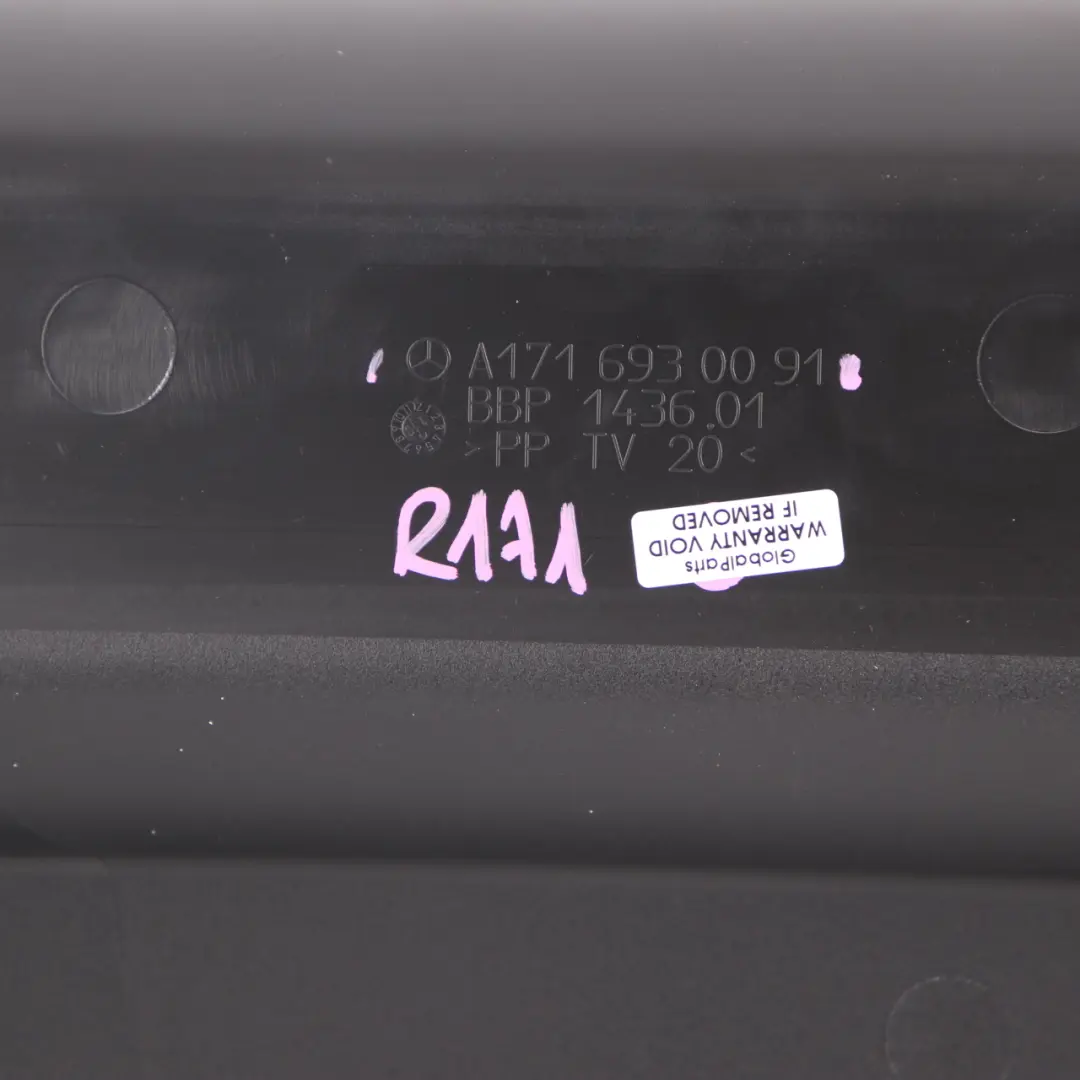 A171 693 00 91
BBP 1436.01
>PP TV 20<
R171
GlobalParts
WARRANTY VOID
IF REMOVED